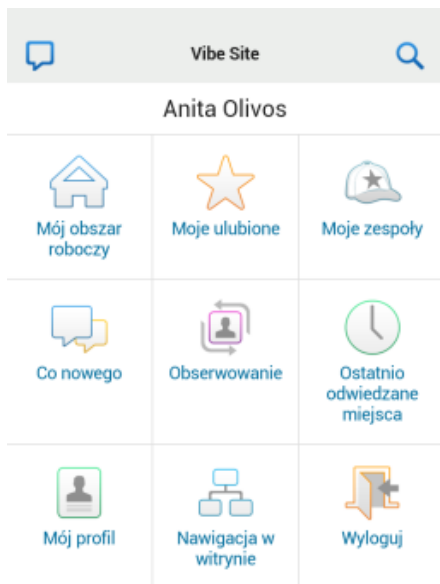 Vibe Site
Anita Olivos
Mój obszar
roboczy
Moje ulubione
Moje zespoły
Co nowego
Obserwowanie
Ostatnio
odwiedzane
miejsca
Mój profil
Nawigacja w
witrynie
Wyloguj